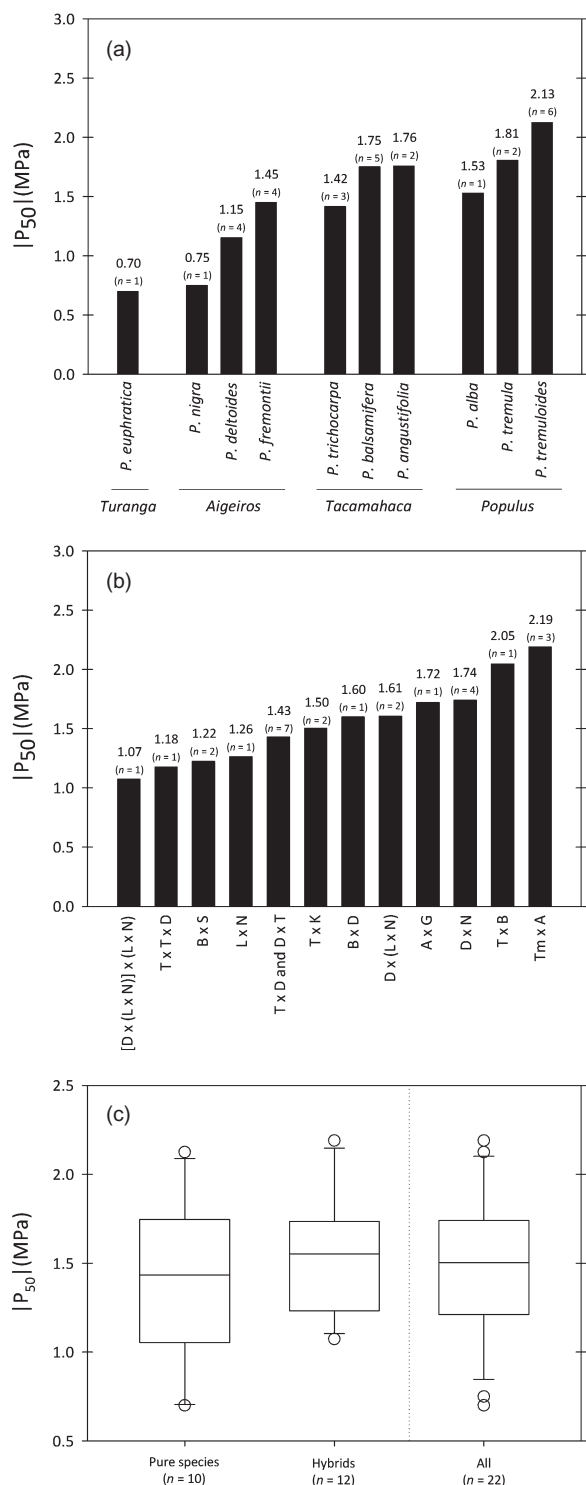 (a)
|P50| (MPa)
3.0
2.5
2.0
1.5
1.0
0.5
0.0
0.70
(n = 1)
0.75
(n = 1)
1.15
(n = 4)
1.45
(n = 4)
1.42
(n = 3)
1.75
(n = 5)
1.76
(n = 2)
1.53
(n = 1)
1.81
(n = 2)
2.13
(n = 6)
P. euphratica
P. nigra
P. deltoides
P. fremontii
P. trichocarpa
P. balsamifera
P. angustifolia
P. alba
P. tremula
P. tremuloides
Turanga
Aigeiros
Tacamahaca
Populus
(b)
|P50| (MPa)
3.0
2.5
2.0
1.5
1.0
0.5
0.0
1.07
(n = 1)
1.18
(n = 1)
1.22
(n = 2)
1.26
(n = 1)
1.43
(n = 7)
1.50
(n = 2)
1.60
(n = 1)
1.61
(n = 2)
1.72
(n = 1)
1.74
(n = 4)
2.05
(n = 1)
2.19
(n = 3)
[D x (L x N)] x (L x N)
T x T x D
B x S
L x N
T x D and D x T
T x K
B x D
D x (L x N)
A x G
D x N
T x B
Tm x A
(c)
|P50| (MPa)
2.5
2.0
1.5
1.0
0.5
Pure species
(n = 10)
Hybrids
(n = 12)
All
(n = 22)